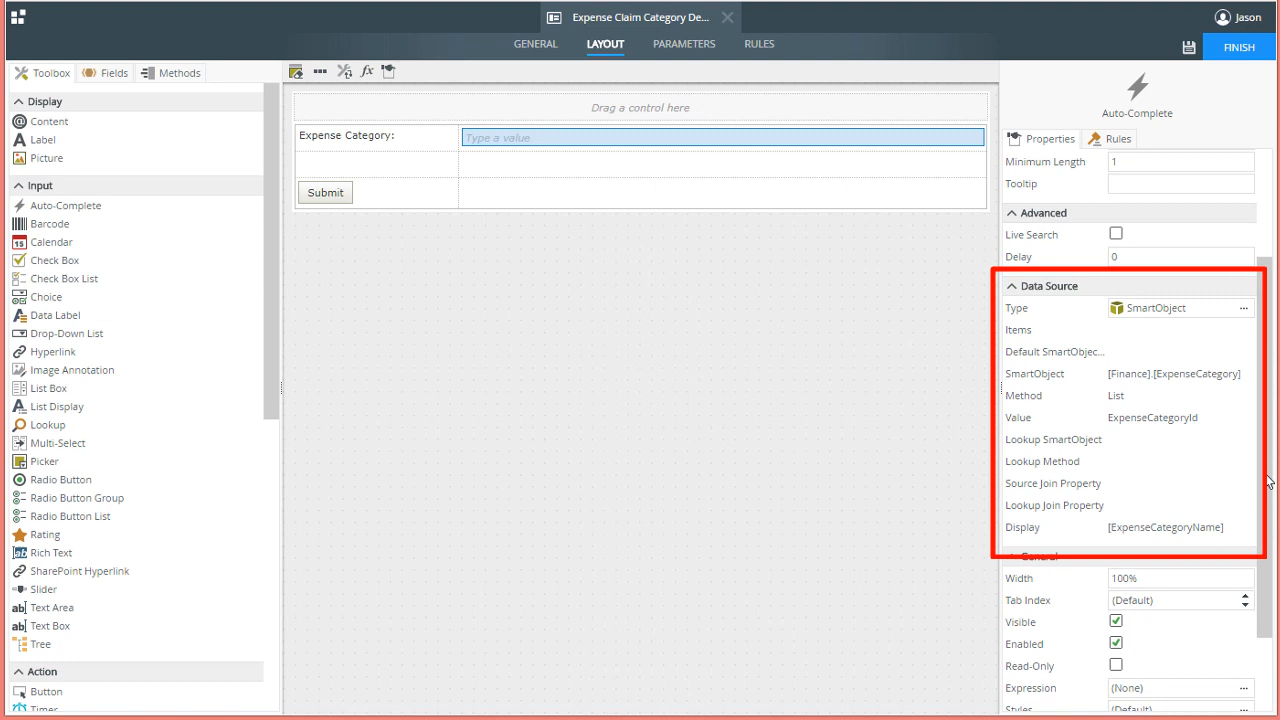 Expense Claim Category De...
Jason
GENERAL
LAYOUT
PARAMETERS
RULES
FINISH
Toolbox
Fields
Methods
Display
Content
Label
Picture
Input
Auto-Complete
Barcode
Calendar
Check Box
Check Box List
Choice
Data Label
Drop-Down List
Hyperlink
Image Annotation
List Box
List Display
Lookup
Multi-Select
Picker
Radio Button
Radio Button Group
Radio Button List
Rating
Rich Text
SharePoint Hyperlink
Slider
Text Area
Text Box
Tree
Action
Button
Timer
Drag a control here
Expense Category:
Type a value
Submit
Auto-Complete
Properties
Rules
Minimum Length 1
Tooltip
Advanced
Live Search
Delay 0
Data Source
Type SmartObject ...
Items
Default SmartObjec...
SmartObject [Finance].[ExpenseCategory]
Method List
Value ExpenseCategoryId
Lookup SmartObject
Lookup Method
Source Join Property
Lookup Join Property
Display [ExpenseCategoryName]
General
Width 100%
Tab Index (Default)
Visible
Enabled
Read-Only
Expression (None) ...
Styles (Default) ...